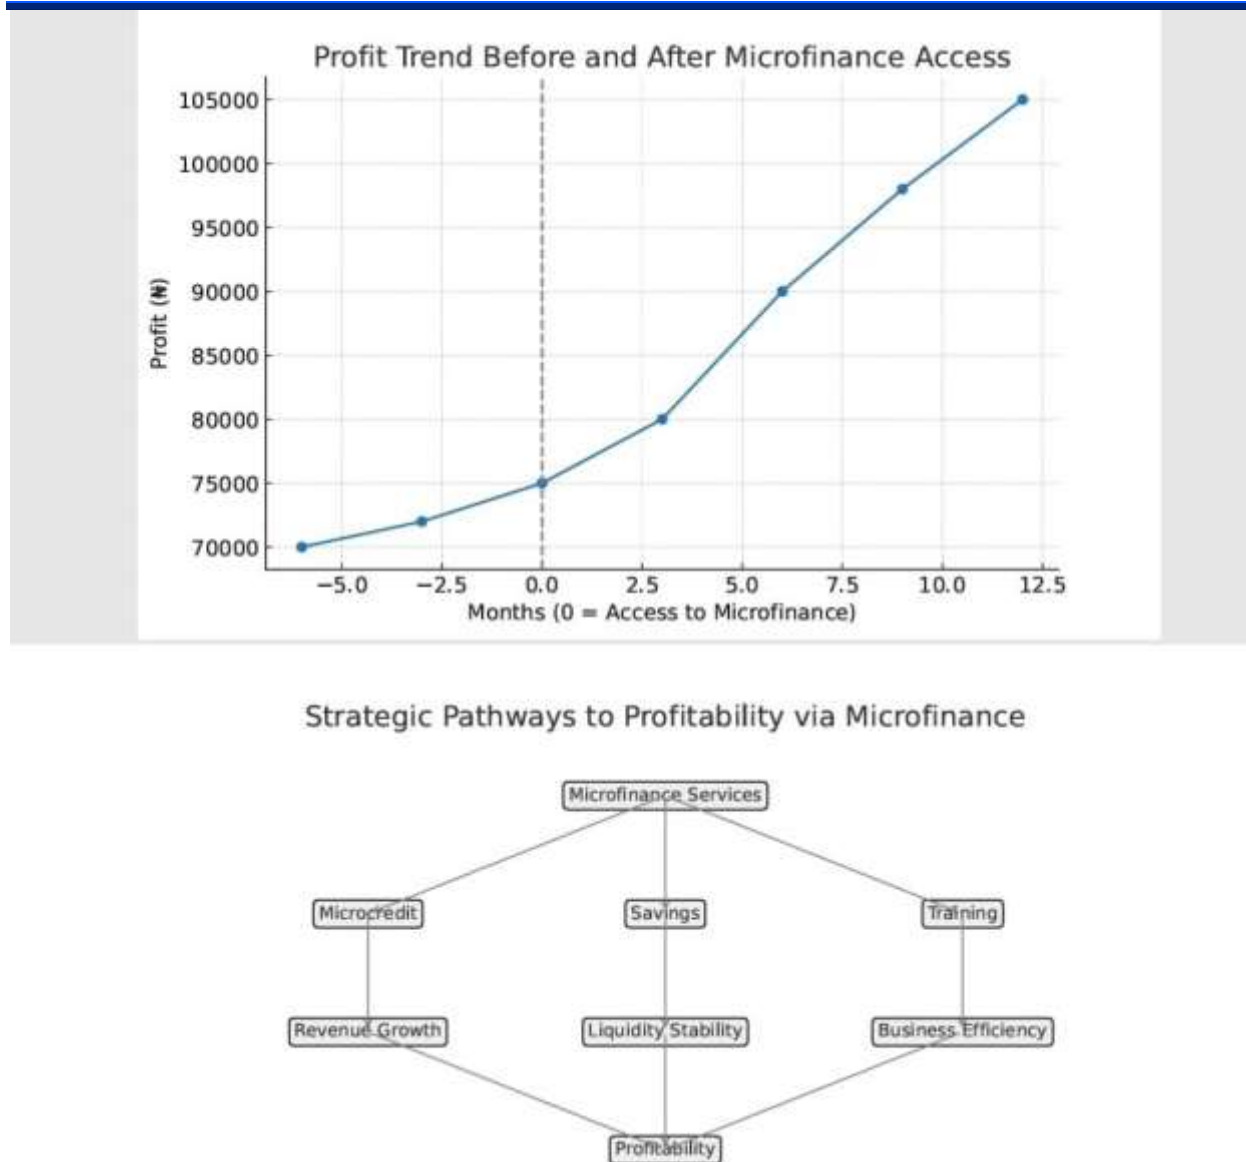 Profit Trend Before and After Microfinance Access
105000
100000
95000
90000
85000
80000
75000
70000
Profit (₦)
−5.0 −2.5 0.0 2.5 5.0 7.5 10.0 12.5
Months (0 = Access to Microfinance)
Strategic Pathways to Profitability via Microfinance
Microfinance Services
Microcredit Savings Training
Revenue Growth Liquidity Stability Business Efficiency
Profitability